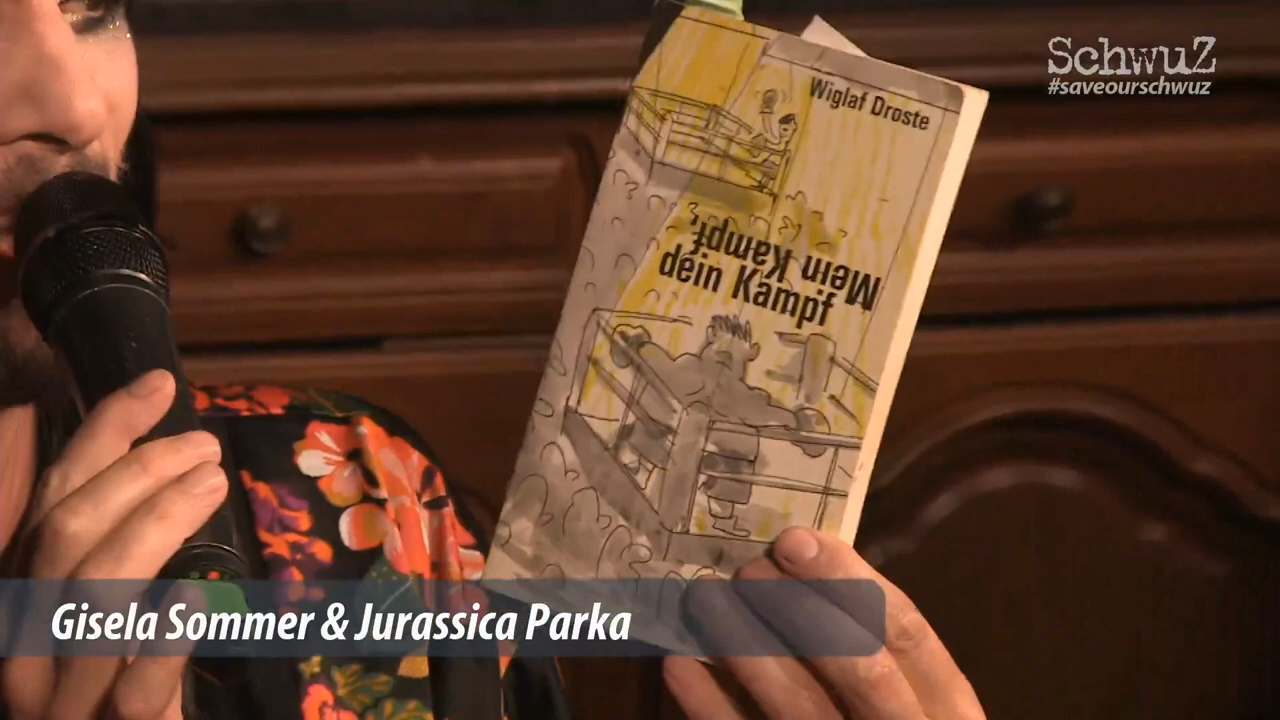 SchwuZ
#saveourschwuz
Wiglaf Droste
Mein Kampf,
dein Kampf
Gisela Sommer & Jurassica Parka